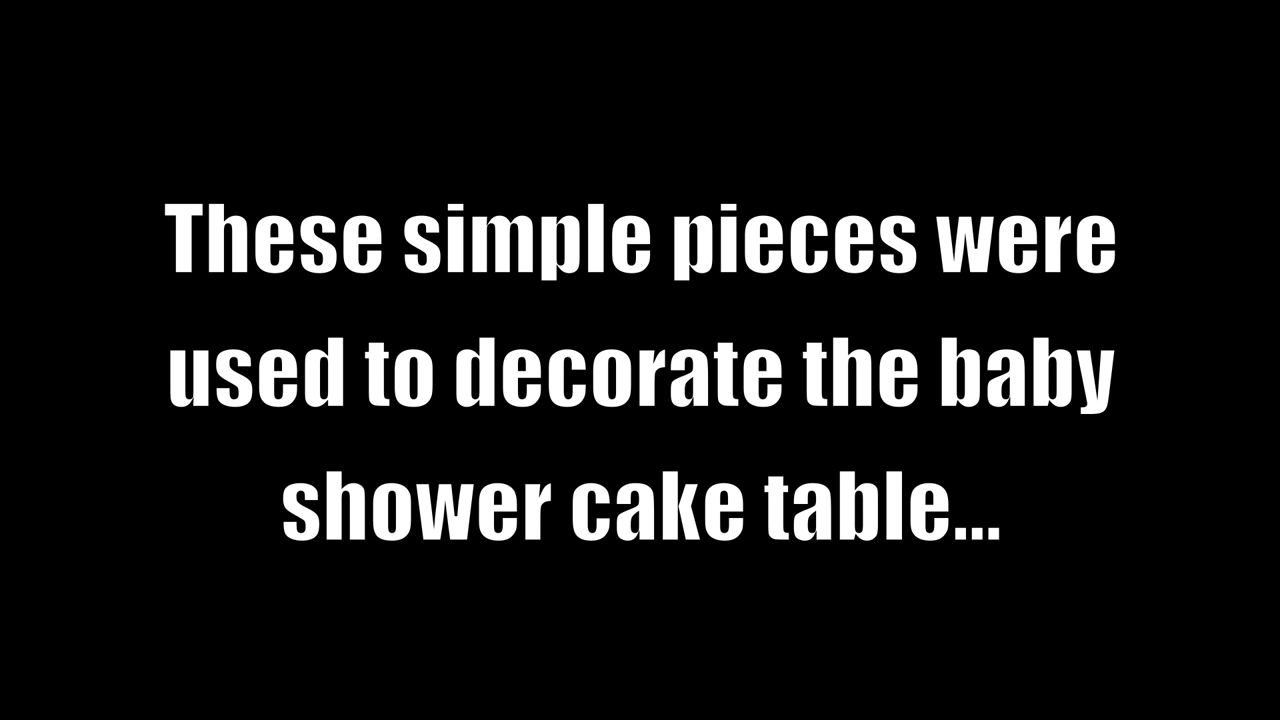 These simple pieces were
used to decorate the baby
shower cake table...